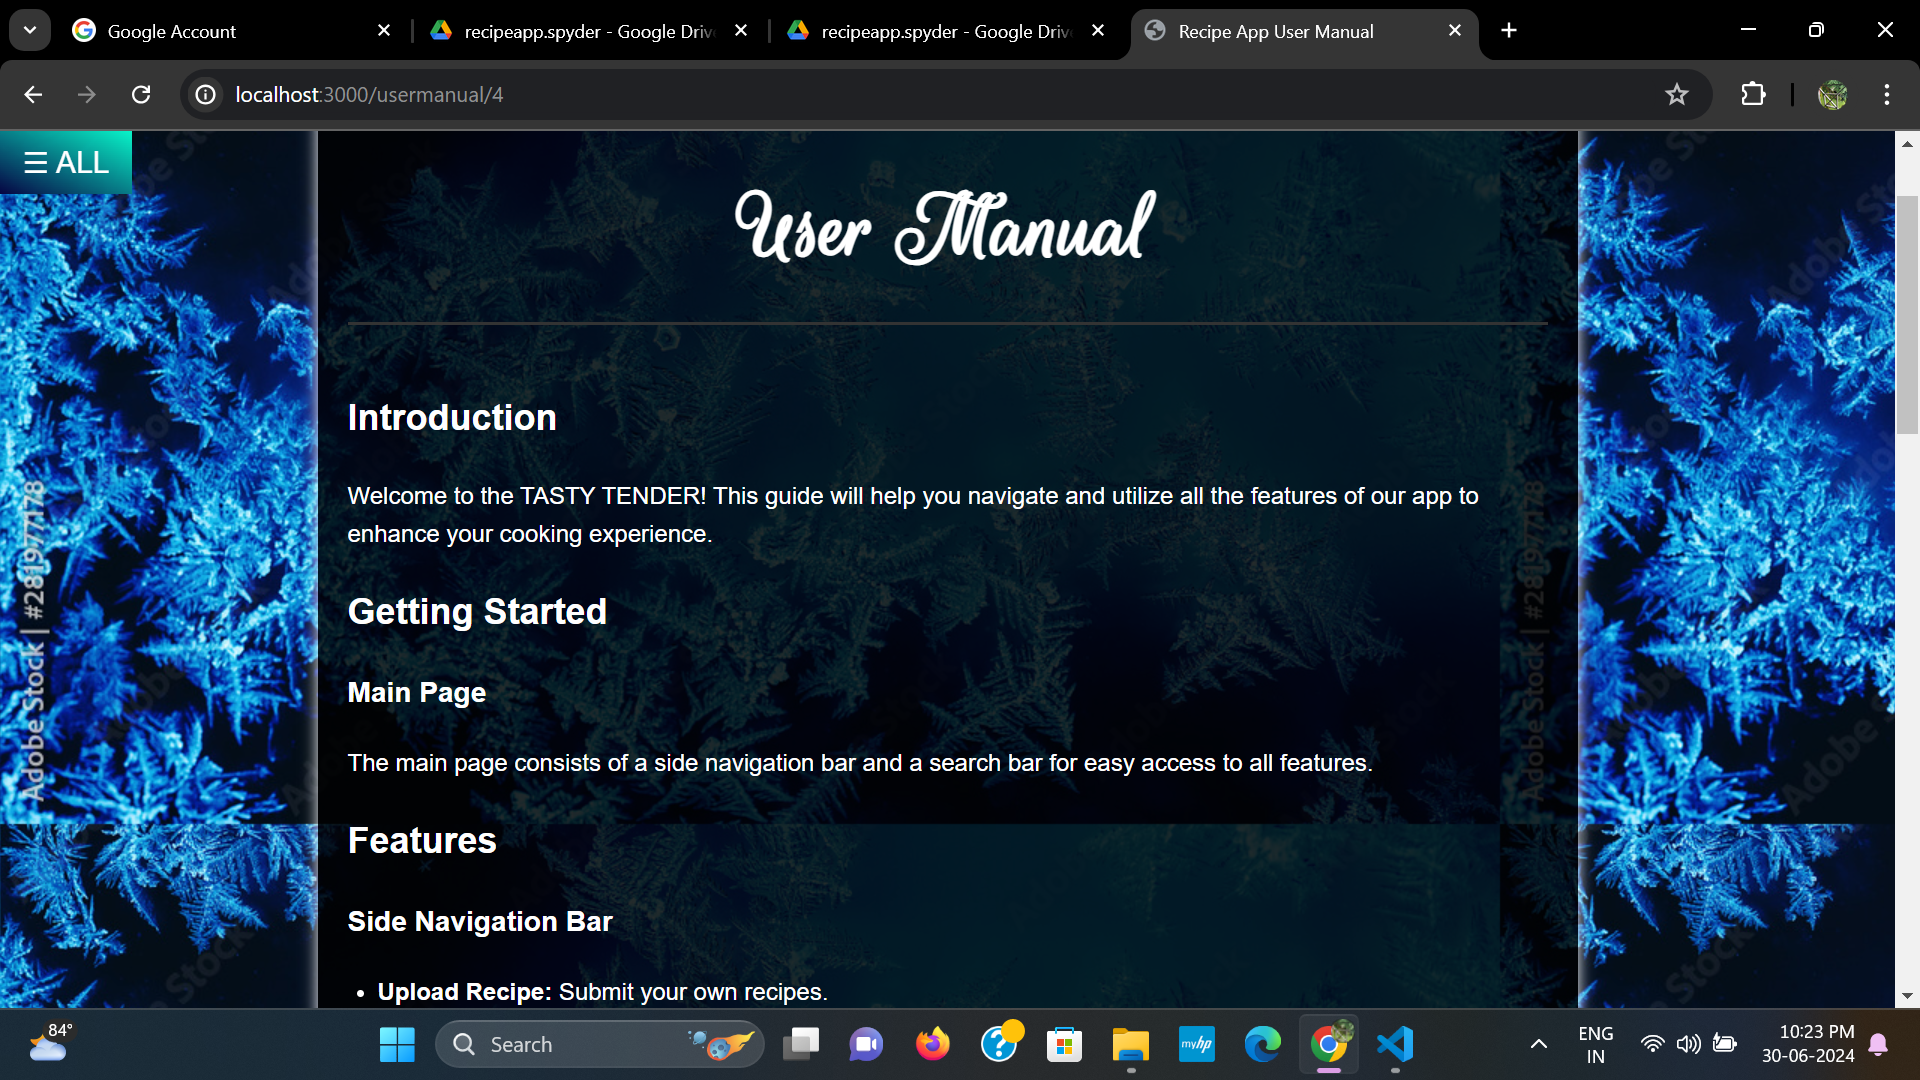 Google Account
recipeapp.spyder - Google Driv
recipeapp.spyder - Google Driv
Recipe App User Manual
localhost:3000/usermanual/4
☰ ALL
User Manual
Introduction
Welcome to the TASTY TENDER! This guide will help you navigate and utilize all the features of our app to
enhance your cooking experience.
Getting Started
Main Page
The main page consists of a side navigation bar and a search bar for easy access to all features.
Features
Side Navigation Bar
• Upload Recipe: Submit your own recipes.
Adobe Stock | #281977178
Adobe Stock | #281977178
84°
Search
myhp
ENG
IN
10:23 PM
30-06-2024